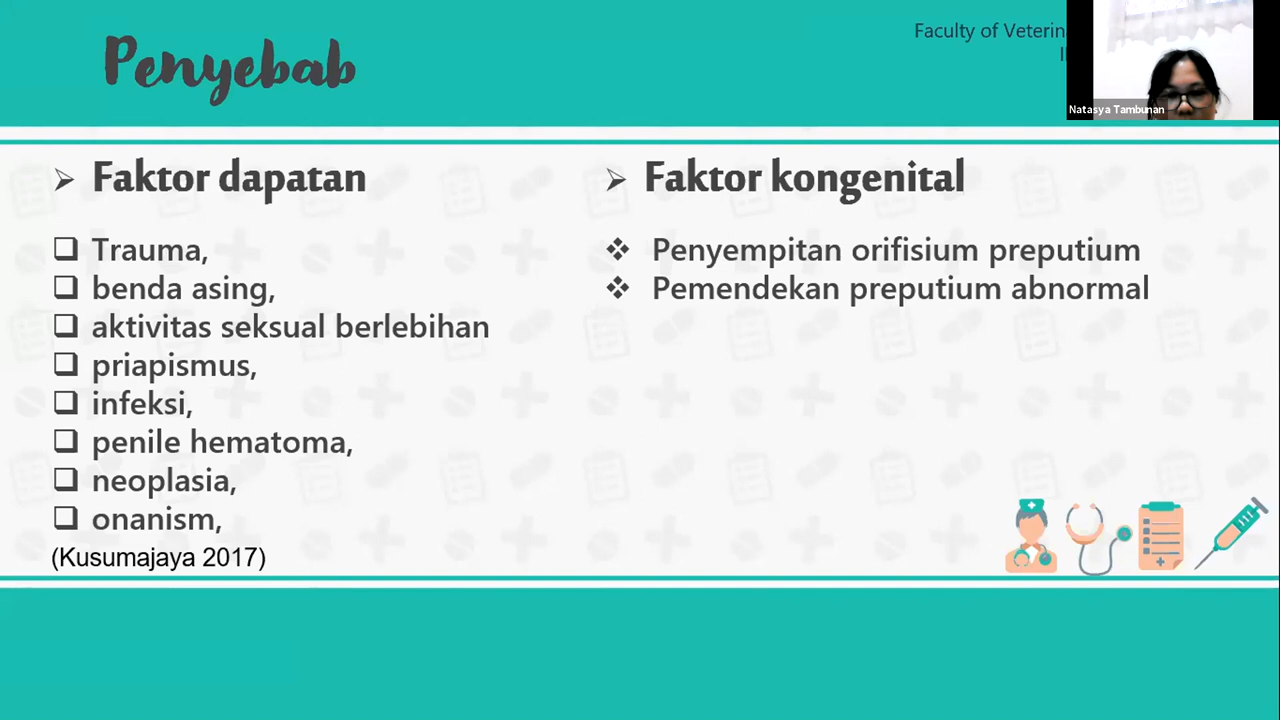 Penyebab
Faculty of
Natasya Tambunan
Faktor dapatan
Trauma,
benda asing,
aktivitas seksual berlebihan
priapismus,
infeksi,
penile hematoma,
neoplasia,
onanism,
(Kusumajaya 2017)
Faktor kongenital
Penyempitan orifisium preputium
Pemendekan preputium abnormal